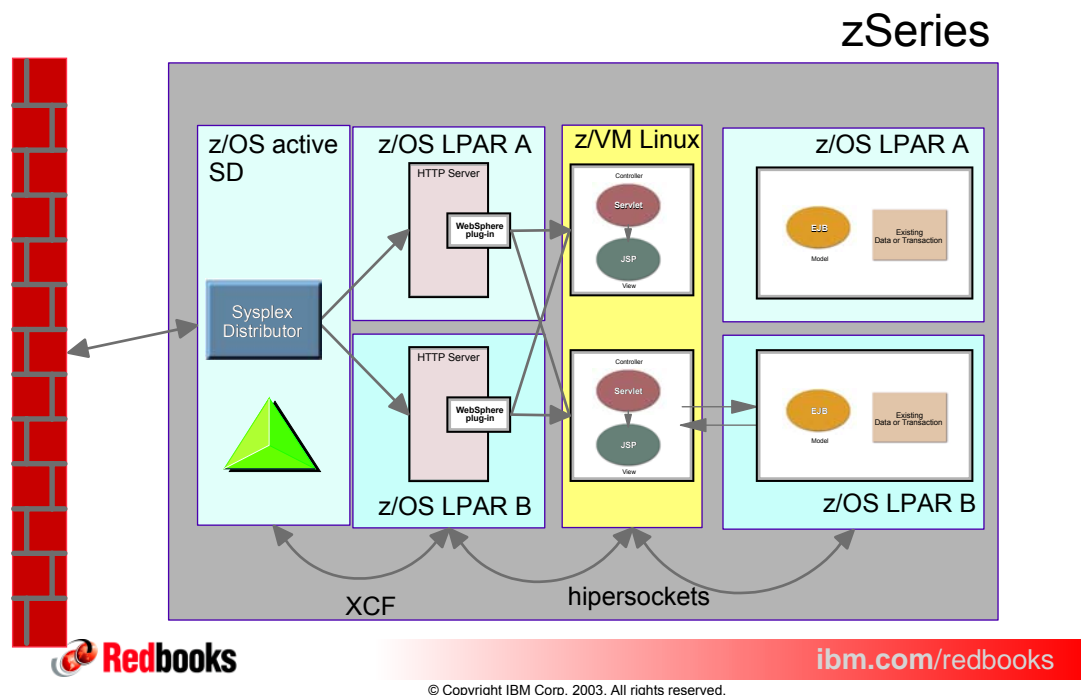 zSeries
z/OS active
SD
Sysplex
Distributor
z/OS LPAR A
HTTP Server
WebSphere
plug-in
HTTP Server
WebSphere
plug-in
z/OS LPAR B
z/VM Linux
Controller
Servlet
JSP
View
Controller
Servlet
JSP
View
z/OS LPAR A
EJB
Model
Existing
Data or Transaction
EJB
Model
Existing
Data or Transaction
z/OS LPAR B
XCF
hipersockets
Redbooks
ibm.com/redbooks
© Copyright IBM Corp. 2003. All rights reserved.